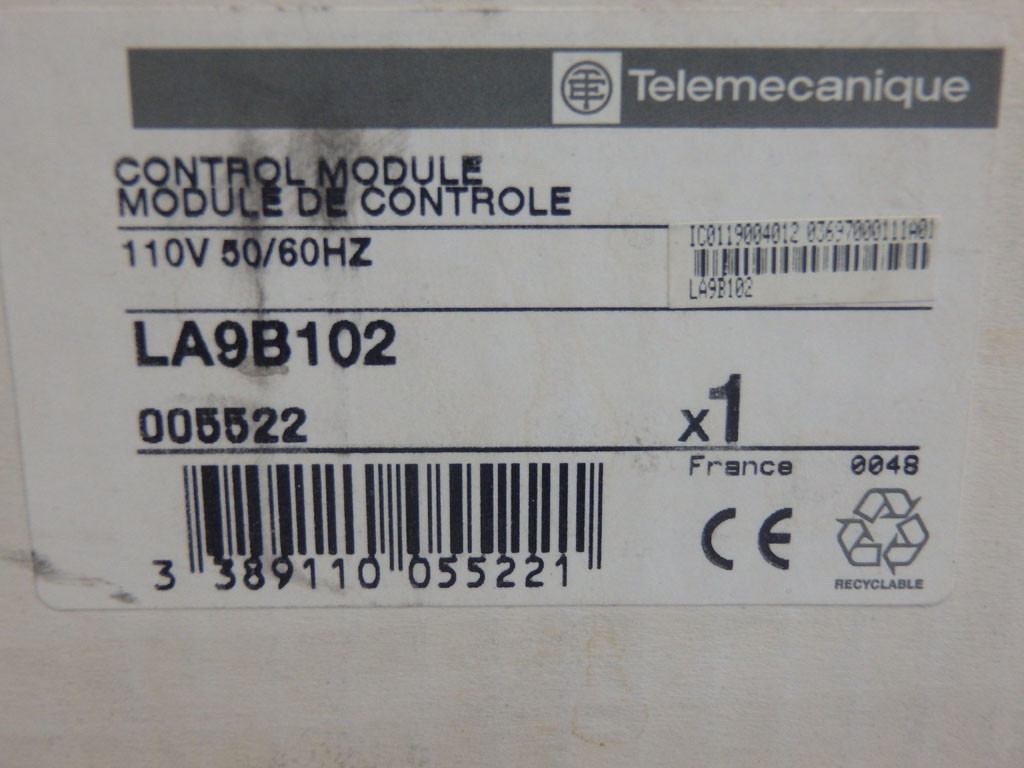 Telemecanique
CONTROL MODULE
MODULE DE CONTROLE
110V 50/60HZ
IC0119004012 03697000111A01
LA9B102
LA9B102
005522
x1
France 0048
3 389110 055221
CE
RECYCLABLE